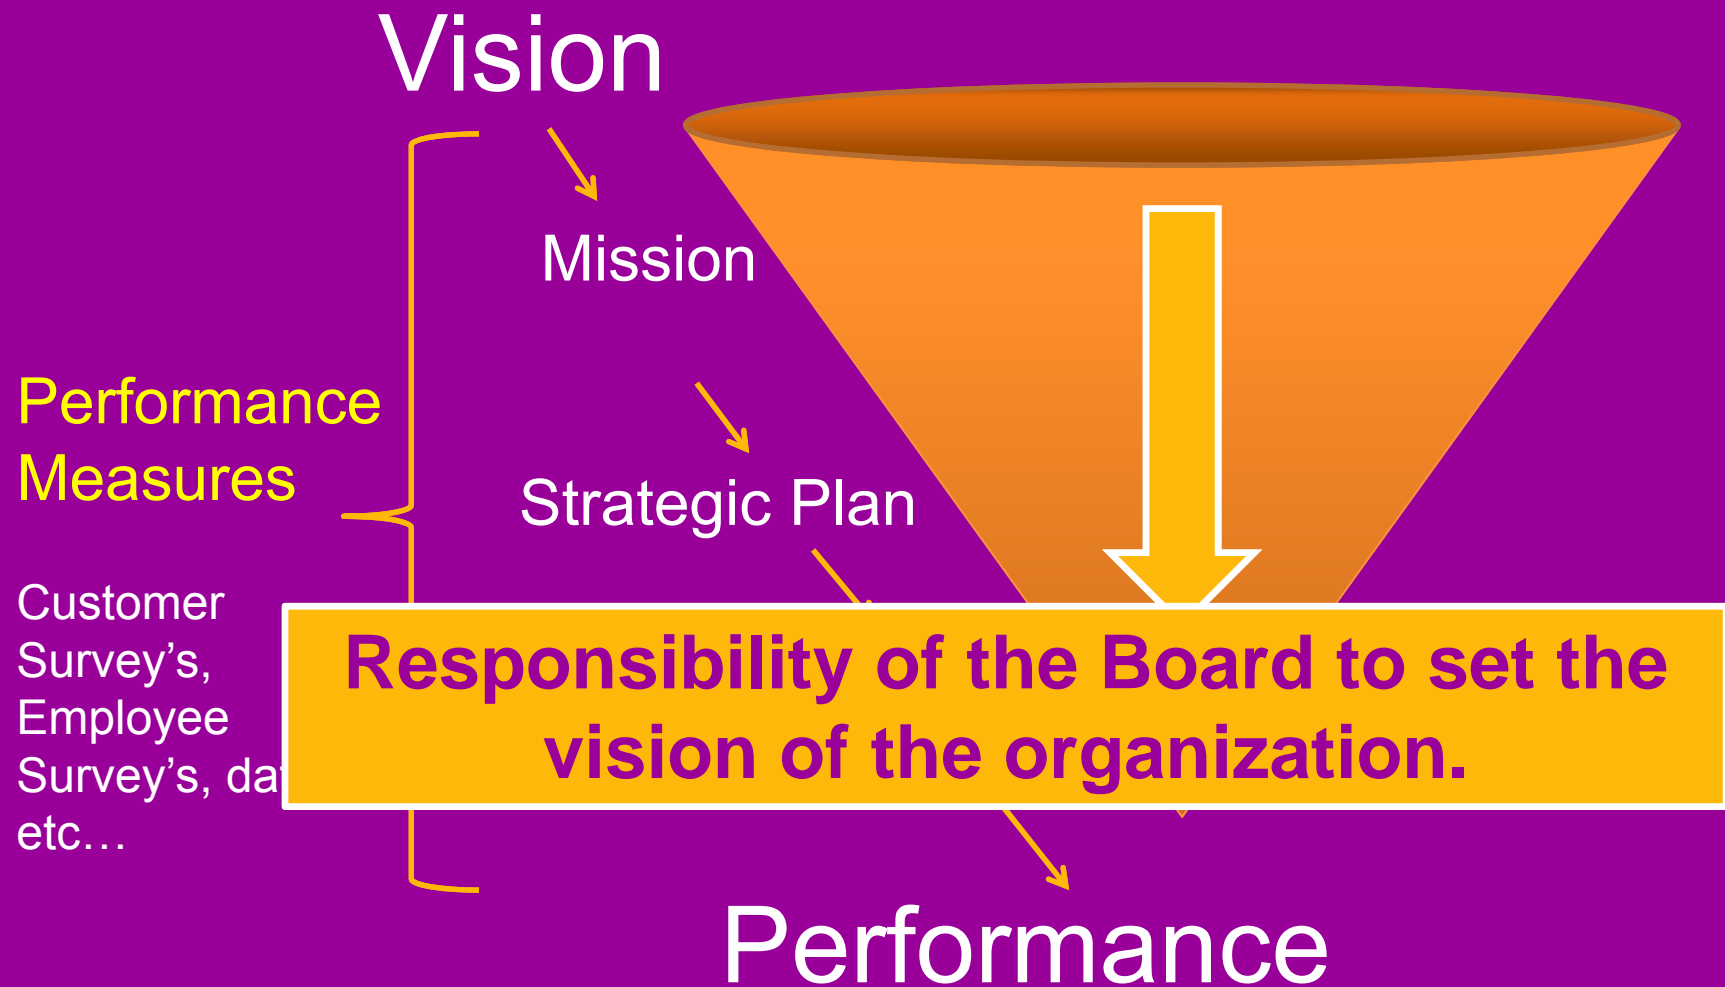 Vision
Mission
Performance
Measures
Strategic Plan
Customer
Survey’s,
Employee
Survey’s,
etc…
Responsibility of the Board to set the
vision of the organization.
Performance